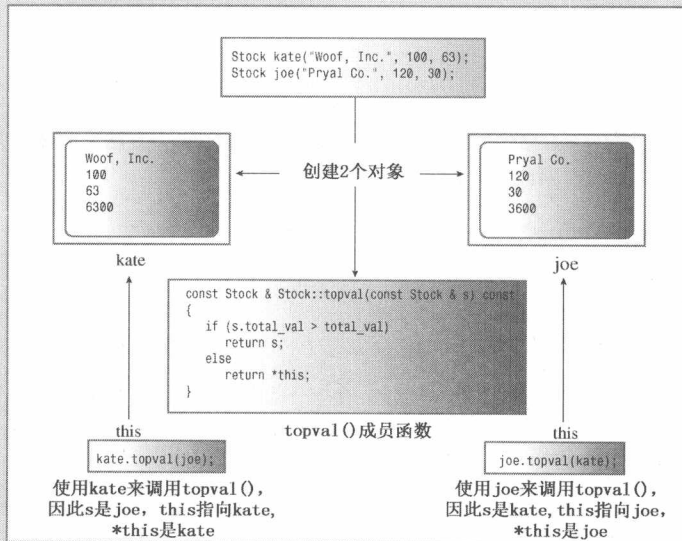 Stock kate("Woof, Inc.", 100, 63);
Stock joe("Pryal Co.", 120, 30);
Woof, Inc.
100
63
6300
kate
创建2个对象
Pryal Co.
120
30
3600
joe
const Stock & Stock::topval(const Stock & s) const
{
if (s.total_val > total_val)
return s;
else
return *this;
}
topval()成员函数
this
kate.topval(joe);
使用kate来调用topval(),
因此s是joe, this指向kate,
*this是kate
this
joe.topval(kate);
使用joe来调用topval(),
因此s是kate, this指向joe,
*this是joe